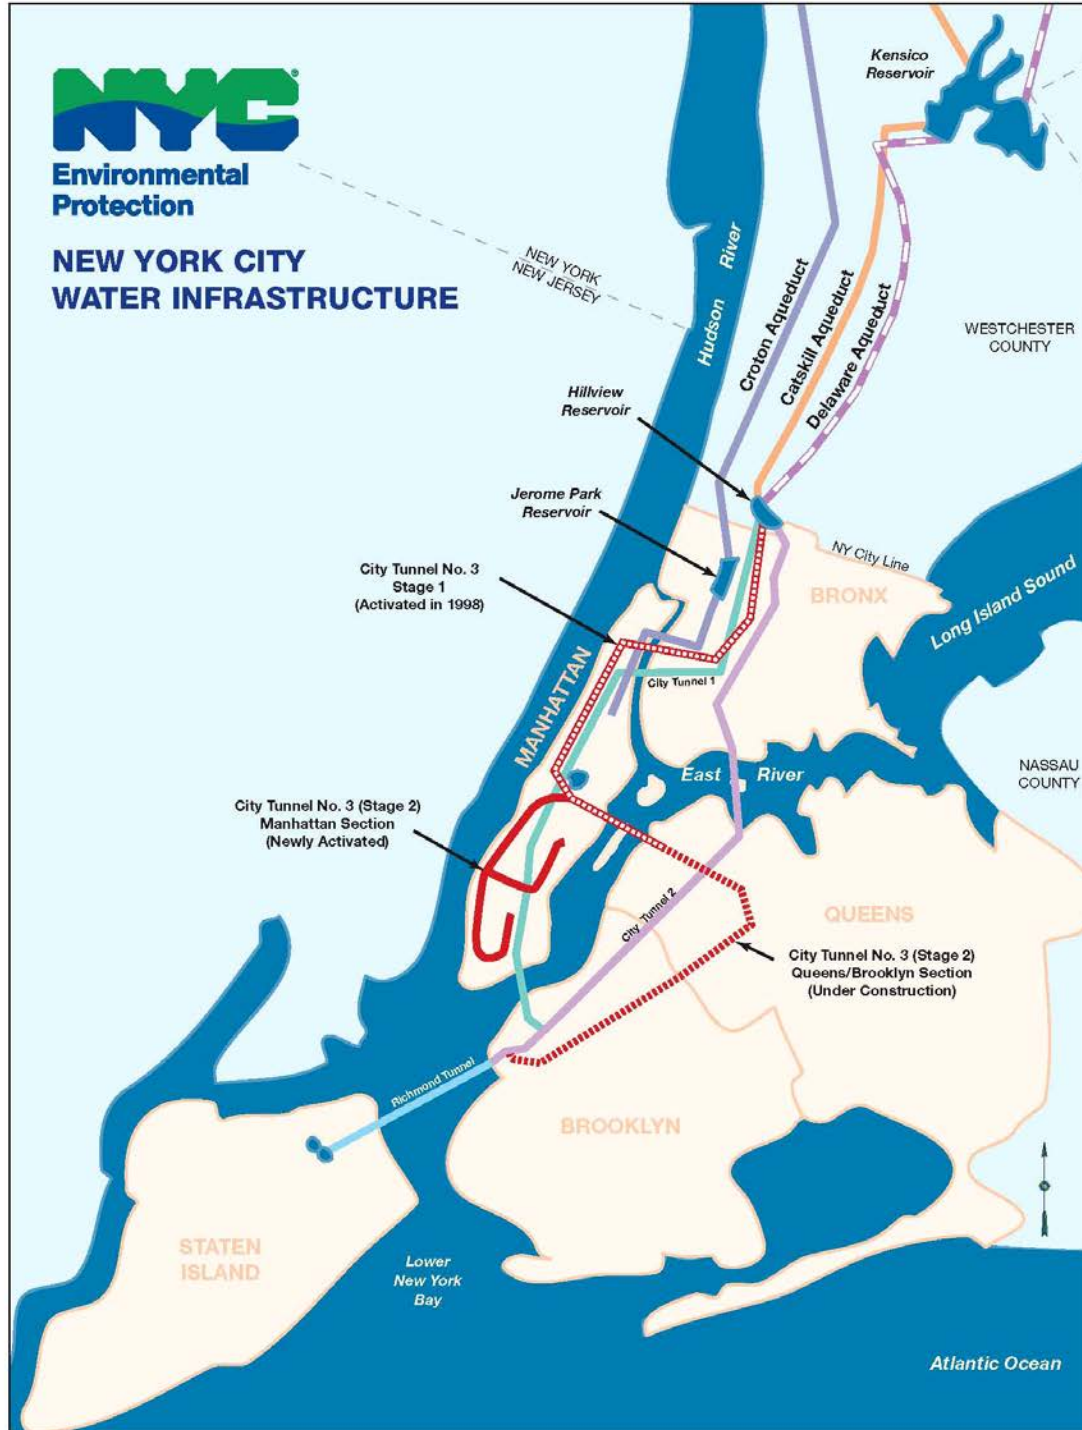 NYC®
Environmental
Protection
NEW YORK CITY
WATER INFRASTRUCTURE
Kensico
Reservoir
NEW YORK
NEW JERSEY
Hudson River
Croton Aqueduct
Catskill Aqueduct
Delaware Aqueduct
WESTCHESTER
COUNTY
Hillview
Reservoir
Jerome Park
Reservoir
NY City Line
City Tunnel No. 3
Stage 1
(Activated in 1998)
BRONX
Long Island Sound
MANHATTAN
City Tunnel 1
East River
NASSAU
COUNTY
City Tunnel No. 3 (Stage 2)
Manhattan Section
(Newly Activated)
City Tunnel 2
QUEENS
City Tunnel No. 3 (Stage 2)
Queens/Brooklyn Section
(Under Construction)
Richmond Tunnel
BROOKLYN
STATEN
ISLAND
Lower
New York
Bay
Atlantic Ocean